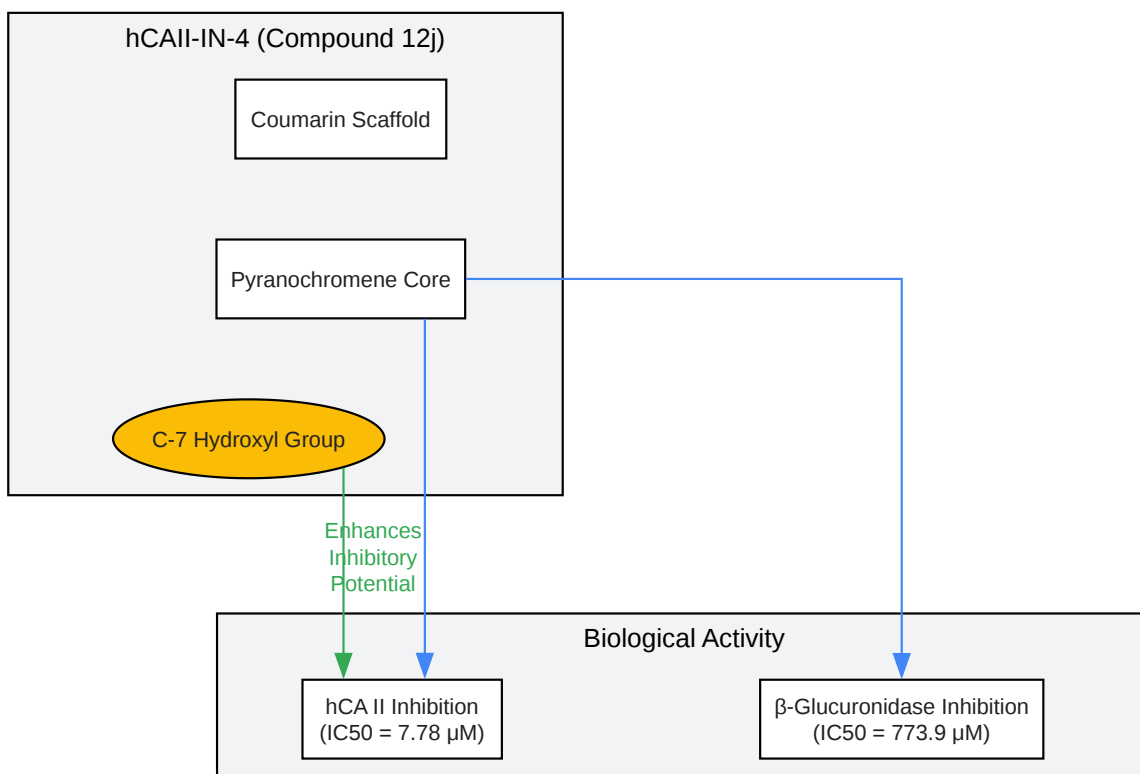 hCAII-IN-4 (Compound 12j)
Coumarin Scaffold
Pyranochromene Core
C-7 Hydroxyl Group
Enhances
Inhibitory
Potential
Biological Activity
hCA II Inhibition
(IC50 = 7.78 µM)
β-Glucuronidase Inhibition
(IC50 = 773.9 µM)